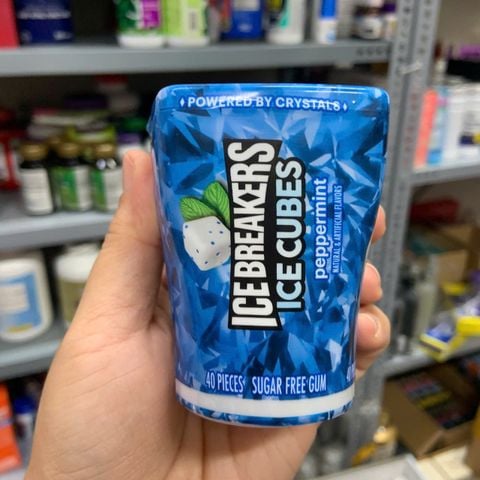 ♦ POWERED BY CRYSTALS ♦
ICE BREAKERS
ICE CUBES
peppermint
NATURAL & ARTIFICIAL FLAVORS
40 PIECES SUGAR FREE GUM